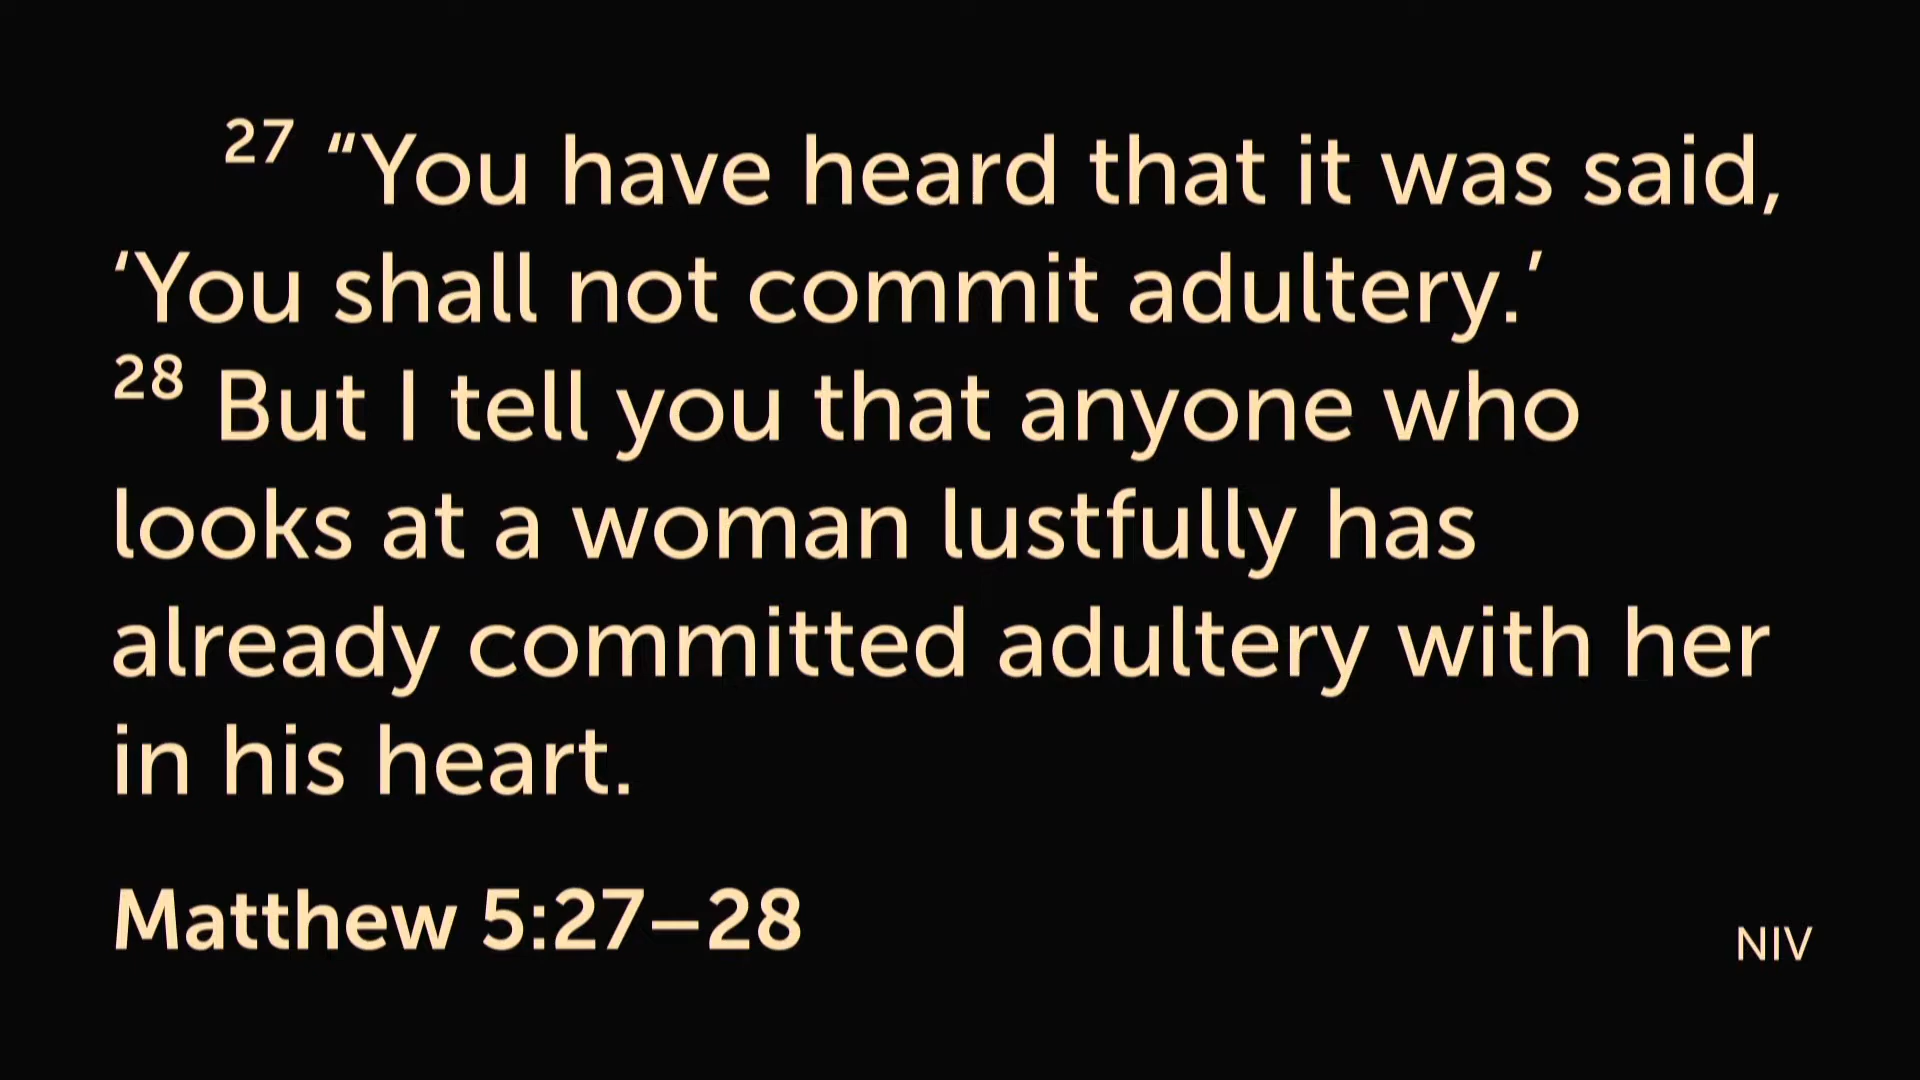 27 “You have heard that it was said,
‘You shall not commit adultery.’
28 But I tell you that anyone who
looks at a woman lustfully has
already committed adultery with her
in his heart.
Matthew 5:27–28
NIV